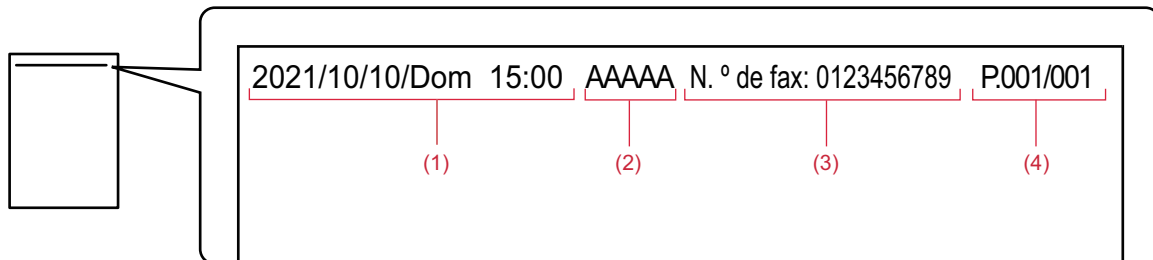 2021/10/10/Dom 15:00 AAAAA N. º de fax: 0123456789 P.001/001
(1) (2) (3) (4)